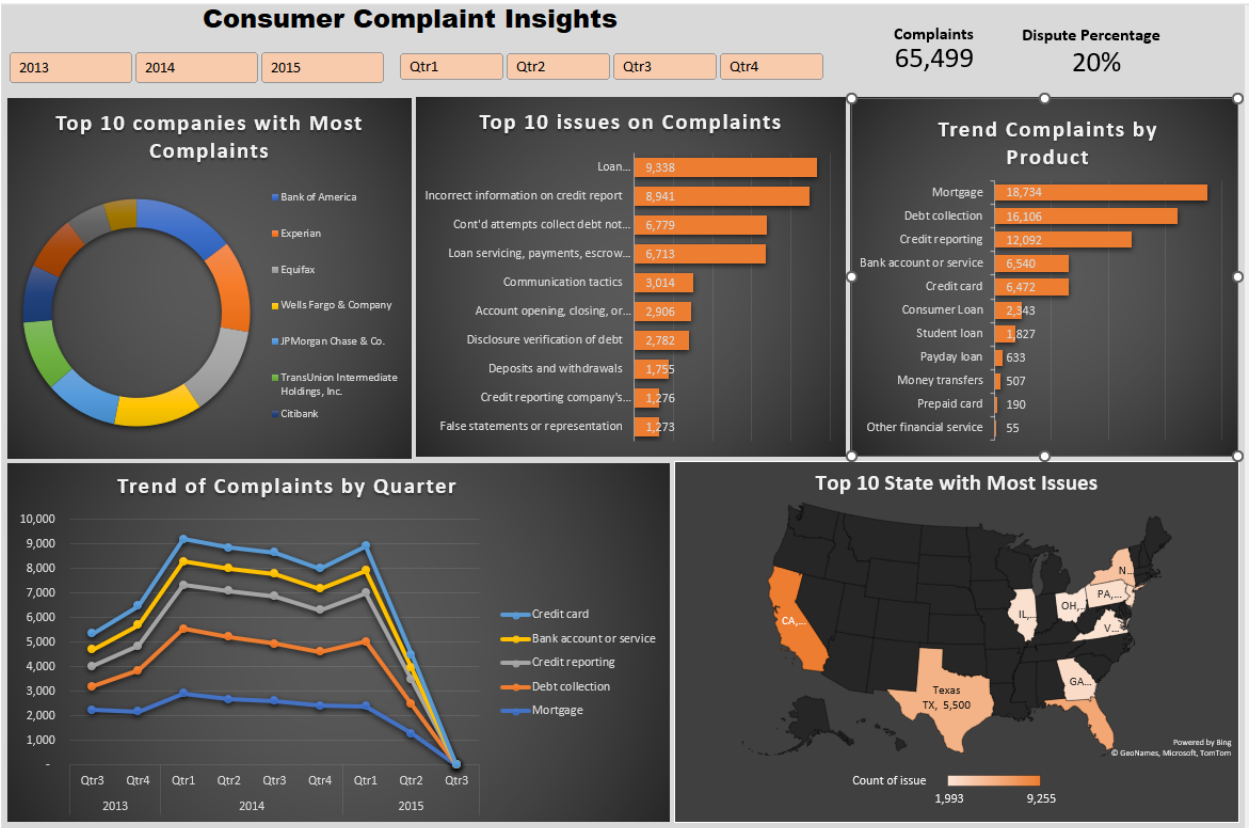 Consumer Complaint Insights
Complaints
65,499
Dispute Percentage
20%
2013
2014
2015
Qtr1
Qtr2
Qtr3
Qtr4
Top 10 companies with Most
Complaints
Bank of America
Experian
Equifax
Wells Fargo & Company
JPMorgan Chase & Co.
TransUnion Intermediate
Holdings, Inc.
Citibank
Top 10 issues on Complaints
Loan... 9,338
Incorrect information on credit report 8,941
Cont'd attempts collect debt not... 6,779
Loan servicing, payments, escrow... 6,713
Communication tactics 3,014
Account opening, closing, or... 2,906
Disclosure verification of debt 2,782
Deposits and withdrawals 1,755
Credit reporting company's... 1,276
False statements or representation 1,273
Trend Complaints by
Product
Mortgage 18,734
Debt collection 16,106
Credit reporting 12,092
Bank account or service 6,540
Credit card 6,472
Consumer Loan 2,343
Student loan 1,827
Payday loan 633
Money transfers 507
Prepaid card 190
Other financial service 55
Trend of Complaints by Quarter
10,000
9,000
8,000
7,000
6,000
5,000
4,000
3,000
2,000
1,000
-
Qtr3 Qtr4 Qtr1 Qtr2 Qtr3 Qtr4 Qtr1 Qtr2 Qtr3
2013 2014 2015
Credit card
Bank account or service
Credit reporting
Debt collection
Mortgage
Top 10 State with Most Issues
N...
PA,...
OH,...
IL,...
V...
CA,...
GA...
Texas
TX, 5,500
Powered by Bing
© GeoNames, Microsoft, TomTom
Count of issue
1,993 9,255